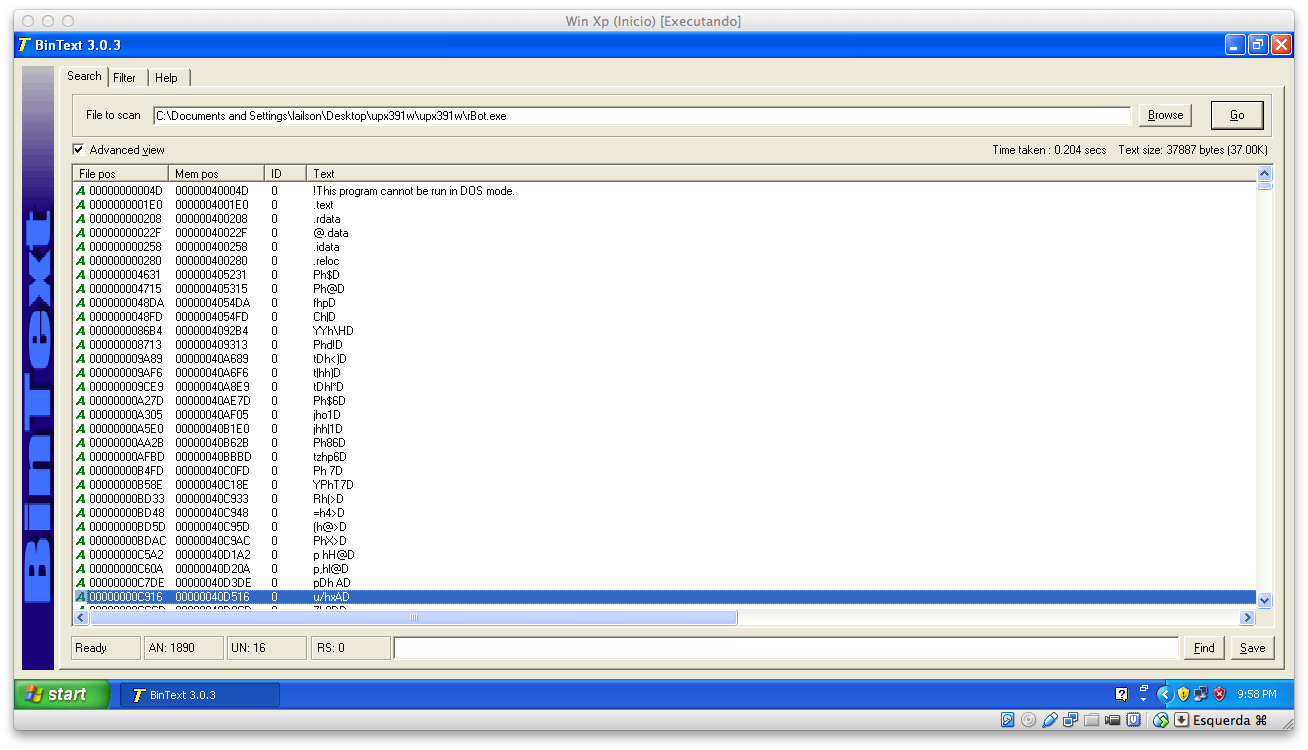 Win Xp (Inicio) [Executando]
BinText 3.0.3
Search Filter Help
File to scan C:\Documents and Settings\lailson\Desktop\upx391w\upx391w\rBot.exe Browse Go
Advanced view Time taken : 0.204 secs Text size: 37887 bytes (37.00K)
File pos Mem pos ID Text
A 00000000004D 00000040004D 0 !This program cannot be run in DOS mode.
A 0000000001E0 0000004001E0 0 .text
A 000000000208 000000400208 0 .rdata
A 00000000022F 00000040022F 0 @.data
A 000000000258 000000400258 0 .idata
A 000000000280 000000400280 0 .reloc
A 000000004631 000000405231 0 Ph$D
A 000000004715 000000405315 0 Ph@D
A 0000000048DA 0000004054DA 0 fhpD
A 0000000048FD 0000004054FD 0 Ch|D
A 0000000086B4 0000004092B4 0 YYh\HD
A 000000008713 000000409313 0 Phd!D
A 000000009A89 00000040A689 0 tDh<)D
A 000000009AF6 00000040A6F6 0 t|hh)D
A 000000009CE9 00000040A8E9 0 tDhl*D
A 00000000A27D 00000040AE7D 0 Ph$6D
A 00000000A305 00000040AF05 0 jho1D
A 00000000A5E0 00000040B1E0 0 jhh|1D
A 00000000AA2B 00000040B62B 0 Ph86D
A 00000000AFBD 00000040BBBD 0 tzhp6D
A 00000000B4FD 00000040C0FD 0 Ph 7D
A 00000000B58E 00000040C18E 0 YPhT7D
A 00000000BD33 00000040C933 0 Rh(>D
A 00000000BD48 00000040C948 0 =h4>D
A 00000000BD5D 00000040C95D 0 (h@>D
A 00000000BDAC 00000040C9AC 0 PhX>D
A 00000000C5A2 00000040D1A2 0 p hH@D
A 00000000C60A 00000040D20A 0 p,hl@D
A 00000000C7DE 00000040D3DE 0 pDh AD
A 00000000C916 00000040D516 0 u/hxAD
Ready AN: 1890 UN: 16 RS: 0 Find Save
BinText
start BinText 3.0.3 9:58 PM
Esquerda ⌘